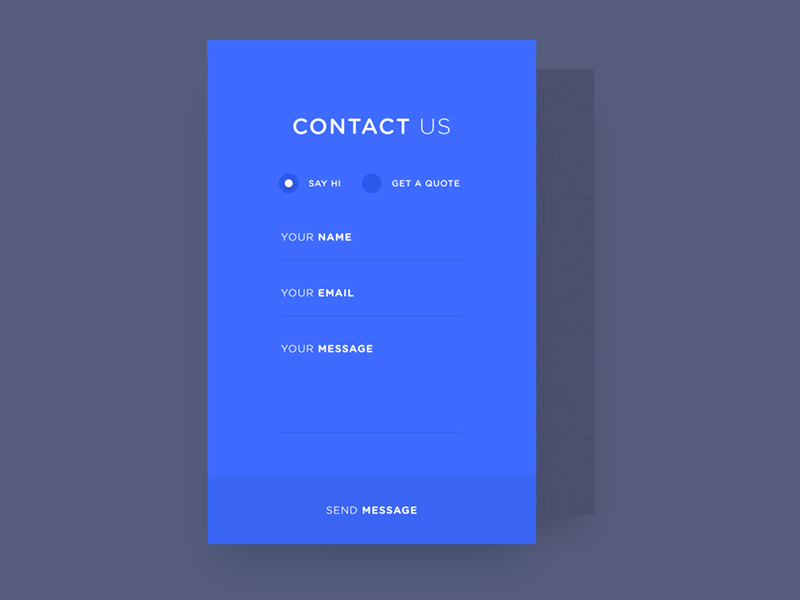 CONTACT US
SAY HI GET A QUOTE
YOUR NAME
YOUR EMAIL
YOUR MESSAGE
SEND MESSAGE